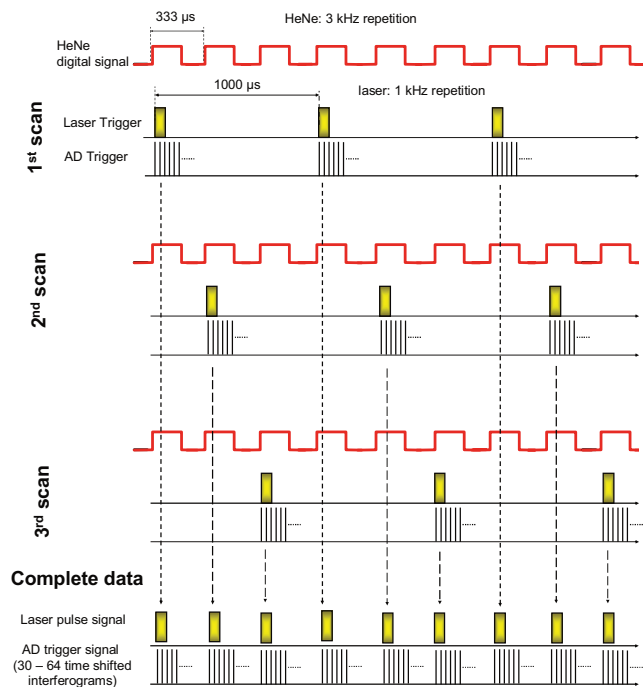 333 µs
HeNe: 3 kHz repetition
HeNe
digital signal
1000 µs
laser: 1 kHz repetition
1st scan
Laser Trigger
AD Trigger
2nd scan
3rd scan
Complete data
Laser pulse signal
AD trigger signal
(30 – 64 time shifted
interferograms)